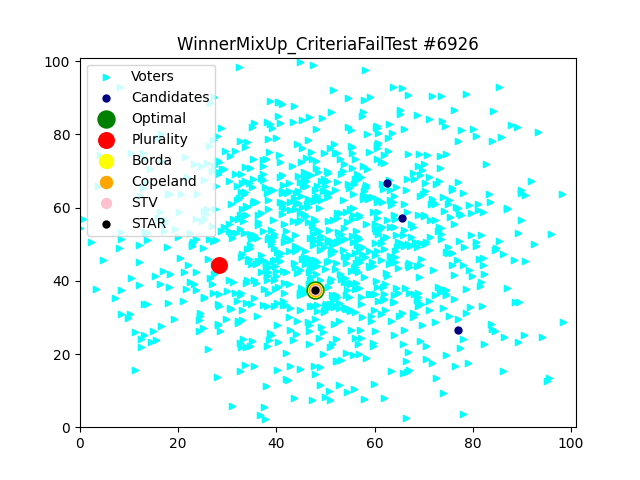 WinnerMixUp_CriteriaFailTest #6926
100
80
60
40
20
0
0
20
40
60
80
100
Voters
Candidates
Optimal
Plurality
Borda
Copeland
STV
STAR